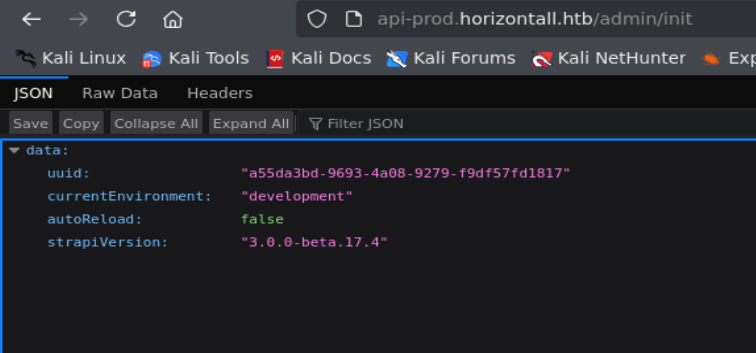 api-prod.horizontall.htb/admin/init
Kali Linux Kali Tools Kali Docs Kali Forums Kali NetHunter Exp
JSON Raw Data Headers
Save Copy Collapse All Expand All Filter JSON
data:
uuid: "a55da3bd-9693-4a08-9279-f9df57fd1817"
currentEnvironment: "development"
autoReload: false
strapiVersion: "3.0.0-beta.17.4"